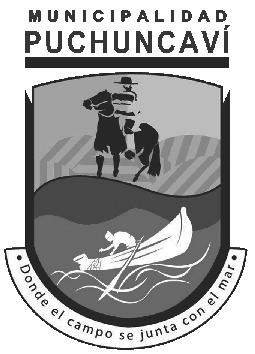 MUNICIPALIDAD
PUCHUNCAVÍ
• Donde el campo se junta con el mar •